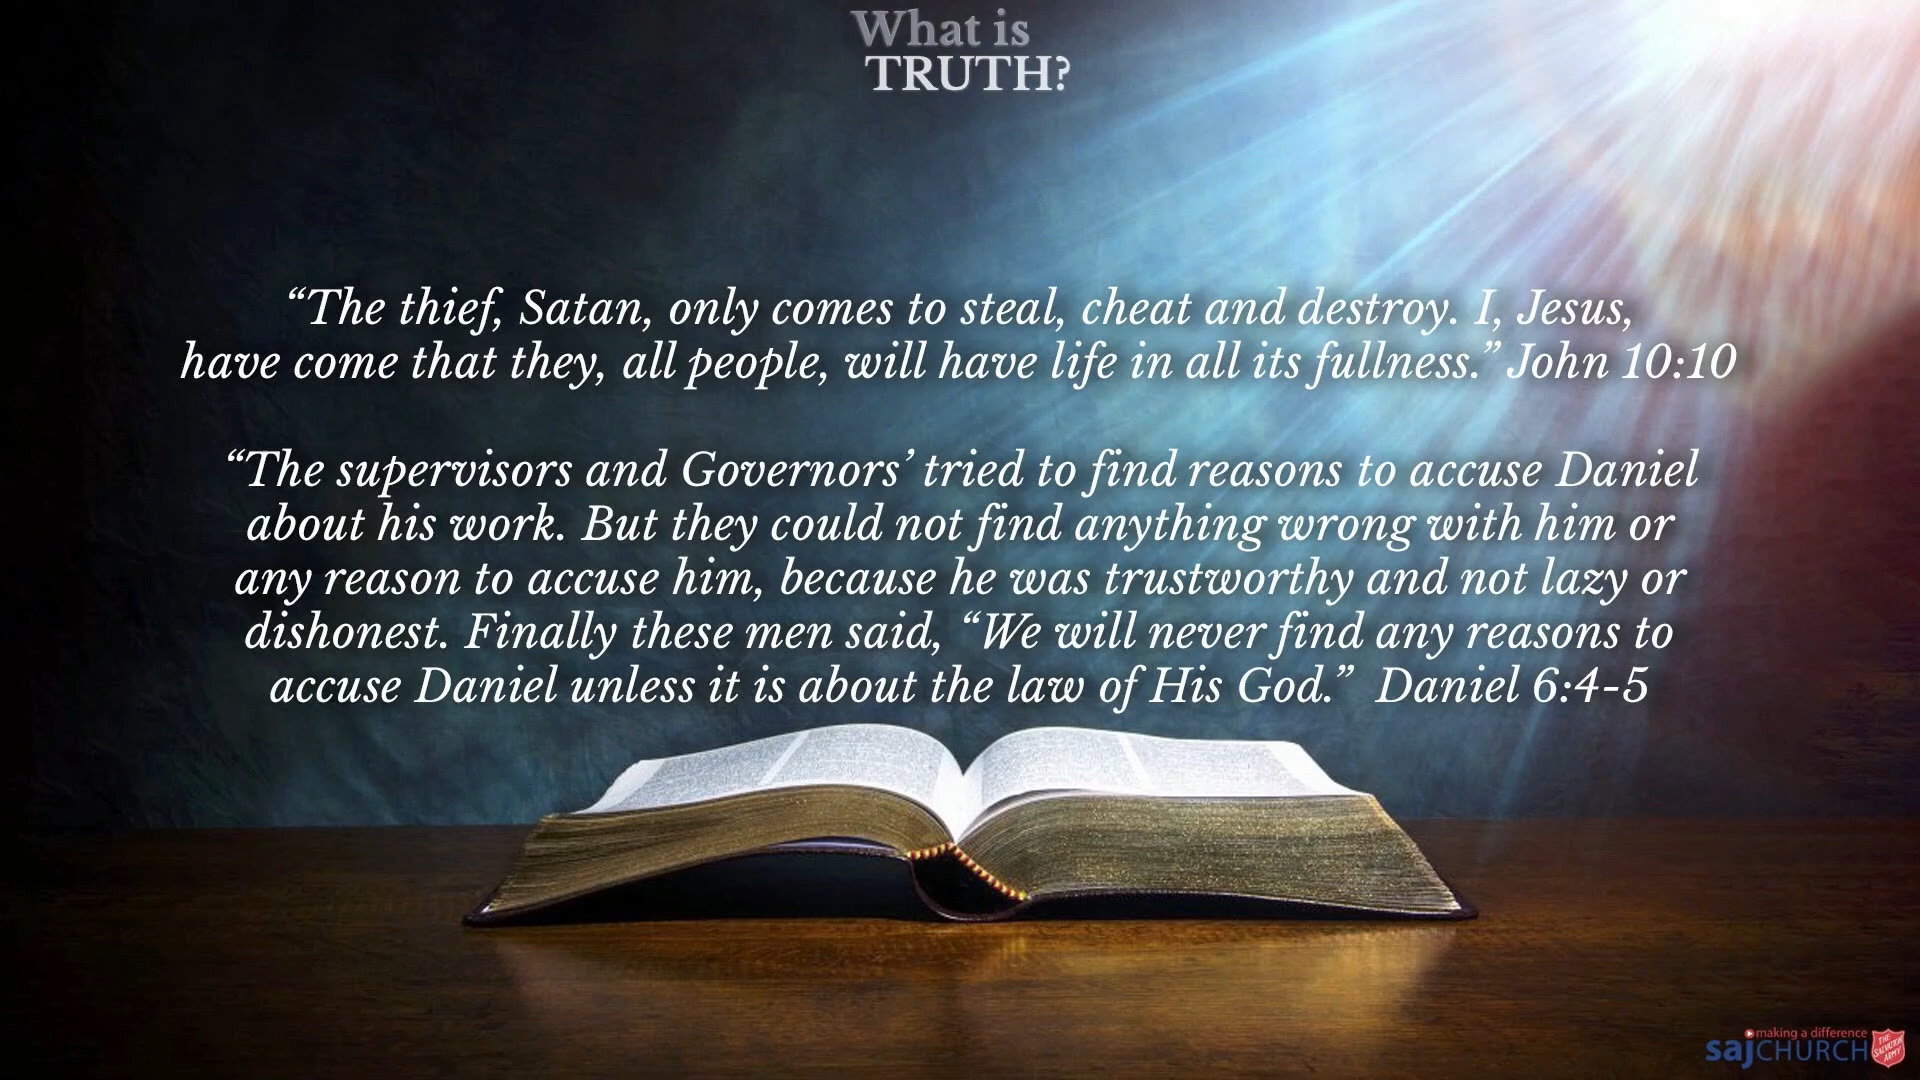 What is
TRUTH?
“The thief, Satan, only comes to steal, cheat and destroy. I, Jesus,
have come that they, all people, will have life in all its fullness.” John 10:10
“The supervisors and Governors’ tried to find reasons to accuse Daniel
about his work. But they could not find anything wrong with him or
any reason to accuse him, because he was trustworthy and not lazy or
dishonest. Finally these men said, “We will never find any reasons to
accuse Daniel unless it is about the law of His God.” Daniel 6:4-5
making a difference
sajCHURCH
THE
SALVATION
ARMY